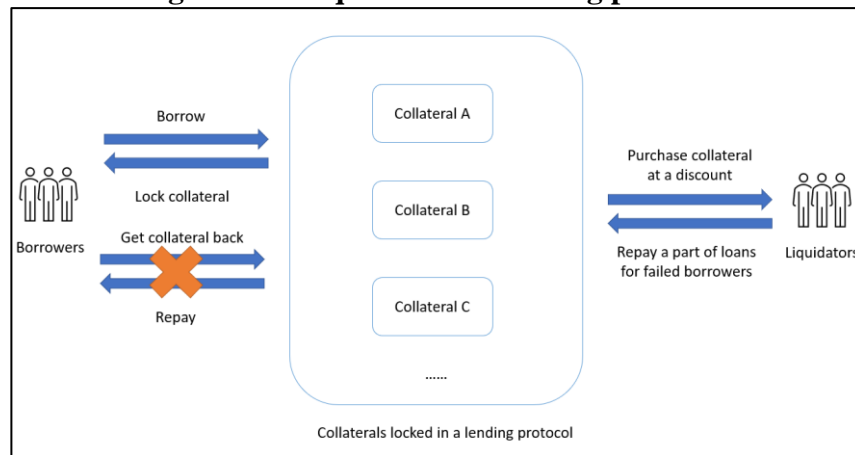 Borrow
Lock collateral
Borrowers
Get collateral back
Repay
Collateral A
Collateral B
Collateral C
......
Collaterals locked in a lending protocol
Purchase collateral
at a discount
Repay a part of loans
for failed borrowers
Liquidators